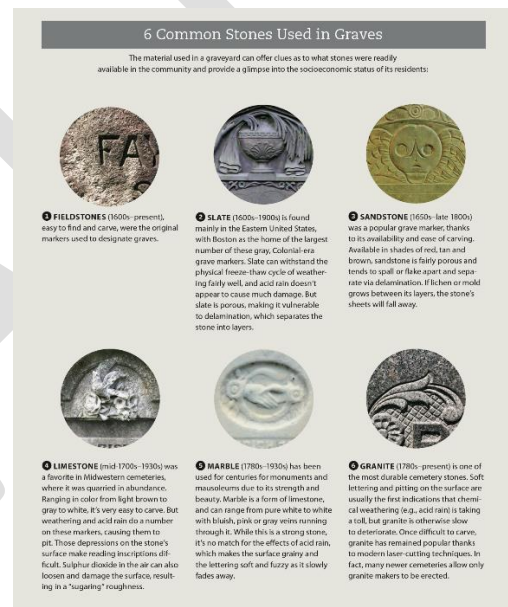 6 Common Stones Used in Graves
The material used in a graveyard can offer clues as to what stones were readily
available in the community and provide a glimpse into the socioeconomic status of its residents:
FAY
1 FIELDSTONES (1600s–present),
easy to find and carve, were the original
markers used to designate graves.
2 SLATE (1600s–1900s) is found
mainly in the Eastern United States,
with Boston as the home of the largest
number of these gray, Colonial-era
grave markers. Slate can withstand the
physical freeze-thaw cycle of weather-
ing fairly well, and acid rain doesn't
appear to cause much damage. But
slate is porous, making it vulnerable
to delamination, which separates the
stone into layers.
3 SANDSTONE (1650s–late 1800s)
was a popular grave marker, thanks
to its availability and ease of carving.
Available in shades of red, tan and
brown, sandstone is fairly porous and
tends to spall or flake apart and sepa-
rate via delamination. If lichen or mold
grows between its layers, the stone's
sheets will fall away.
4 LIMESTONE (mid-1700s–1930s) was
a favorite in Midwestern cemeteries,
where it was quarried in abundance.
Ranging in color from light brown to
gray to white, it's very easy to carve. But
weathering and acid rain do a number
on these markers, causing them to
pit. Those depressions on the stone's
surface make reading inscriptions dif-
ficult. Sulphur dioxide in the air can also
loosen and damage the surface, result-
ing in a "sugaring" roughness.
5 MARBLE (1780s–1930s) has been
used for centuries for monuments and
mausoleums due to its strength and
beauty. Marble is a form of limestone,
and can range from pure white to white
with bluish, pink or gray veins running
through it. While this is a strong stone,
it's no match for the effects of acid rain,
which makes the surface grainy and
the lettering soft and fuzzy as it slowly
fades away.
6 GRANITE (1780s–present) is one of
the most durable cemetery stones. Soft
lettering and pitting on the surface are
usually the first indications that chemi-
cal weathering (e.g., acid rain) is taking
a toll, but granite is otherwise slow
to deteriorate. Once difficult to carve,
granite has remained popular thanks
to modern laser-cutting techniques. In
fact, many newer cemeteries allow only
granite makers to be erected.